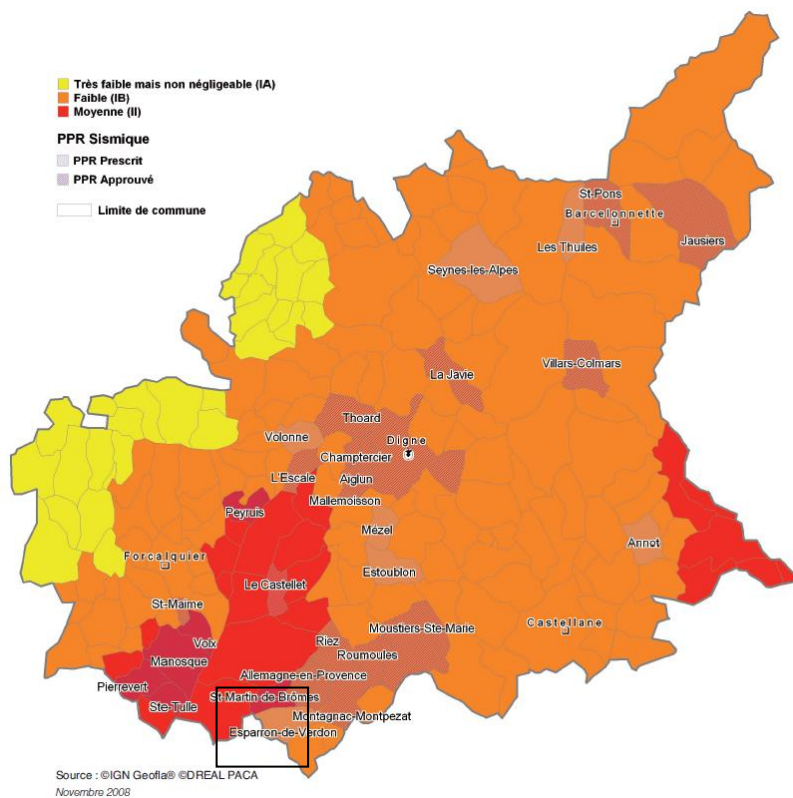 Très faible mais non négligeable (IA)
Faible (IB)
Moyenne (II)
PPR Sismique
PPR Prescrit
PPR Approuvé
Limite de commune
St-Pons
Barcelonnette
Les Thuiles
Jausiers
Seynes-les-Alpes
Villars-Colmars
La Javie
Thoard
Volonne
Digne
Champtercier
L'Escale
Aiglun
Mallemoisson
Peyruis
Mézel
Annot
Forcalquier
Estoublon
Le Castellet
St-Maime
Castellane
Moustiers-Ste-Marie
Riez
Volx
Roumoules
Manosque
Allemagne-en-Provence
Pierrevert
St-Martin de Brômes
Ste-Tulle
Montagnac-Montpezat
Esparron-de-Verdon
Source : ©IGN Geofla® ©DREAL PACA
Novembre 2008